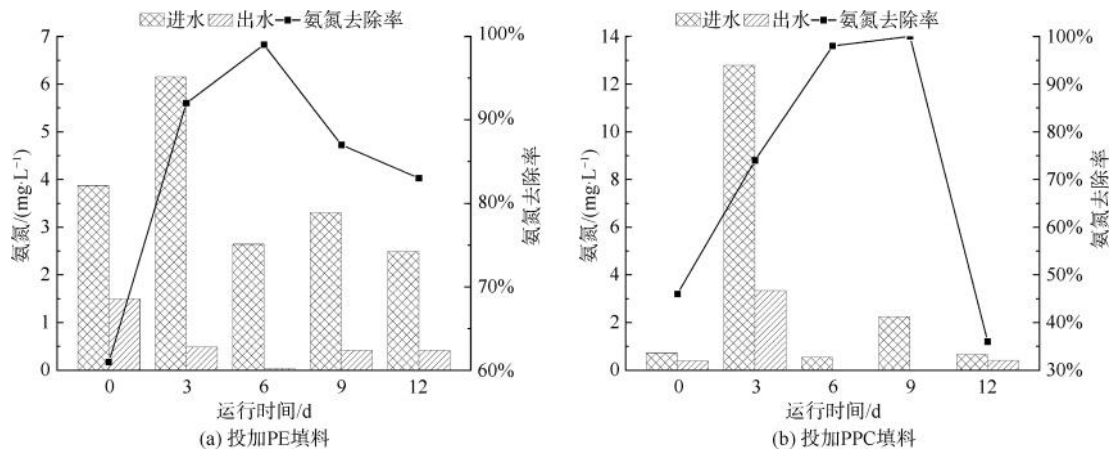 进水 出水 氨氮去除率
7
6
5
4
3
2
1
0
氨氮/(mg·L⁻¹)
100%
90%
80%
70%
60%
氨氮去除率
0 3 6 9 12
运行时间/d
(a) 投加PE填料
进水 出水 氨氮去除率
14
12
10
8
6
4
2
0
氨氮/(mg·L⁻¹)
100%
90%
80%
70%
60%
50%
40%
30%
氨氮去除率
0 3 6 9 12
运行时间/d
(b) 投加PPC填料